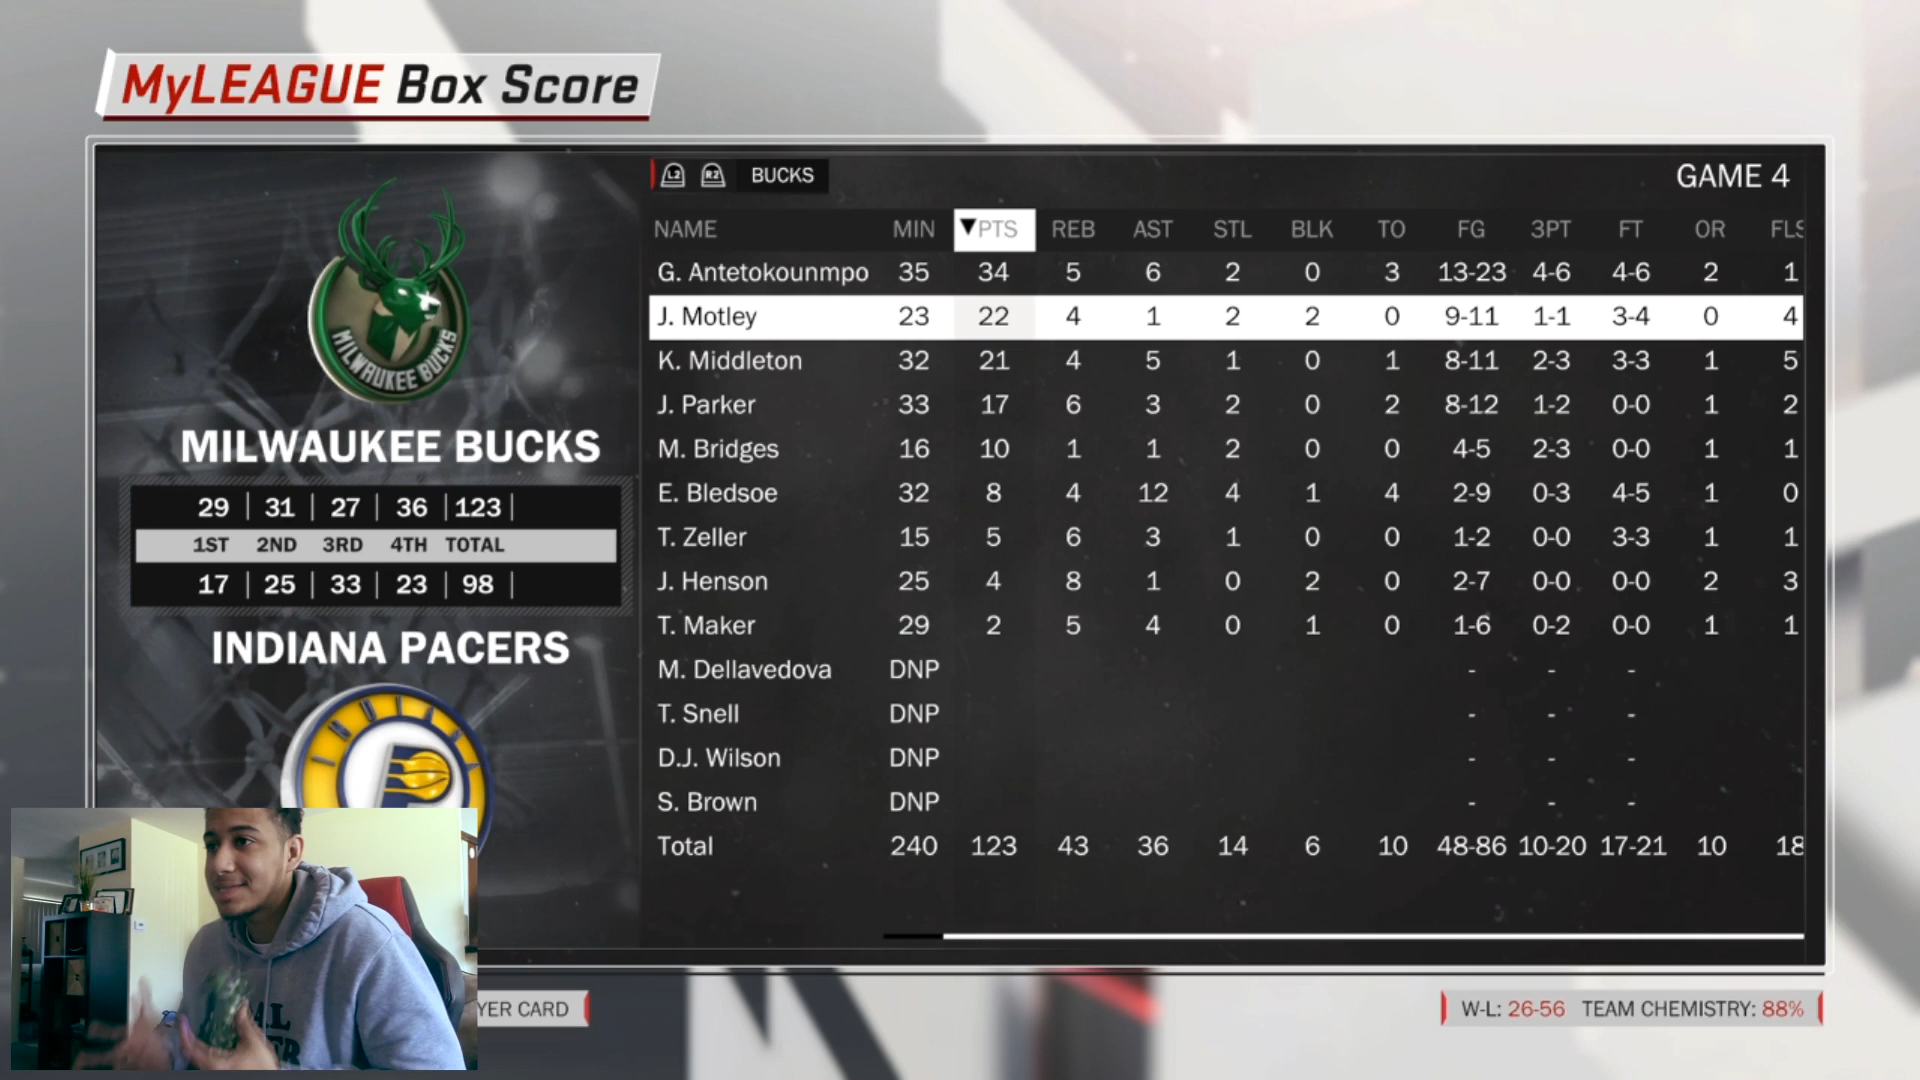 MyLEAGUE Box Score
L2 R2 BUCKS GAME 4
NAME MIN ▼PTS REB AST STL BLK TO FG 3PT FT OR FLS
G. Antetokounmpo 35 34 5 6 2 0 3 13-23 4-6 4-6 2 1
J. Motley 23 22 4 1 2 2 0 9-11 1-1 3-4 0 4
K. Middleton 32 21 4 5 1 0 1 8-11 2-3 3-3 1 5
J. Parker 33 17 6 3 2 0 2 8-12 1-2 0-0 1 2
M. Bridges 16 10 1 1 2 0 0 4-5 2-3 0-0 1 1
E. Bledsoe 32 8 4 12 4 1 4 2-9 0-3 4-5 1 0
T. Zeller 15 5 6 3 1 0 0 1-2 0-0 3-3 1 1
J. Henson 25 4 8 1 0 2 0 2-7 0-0 0-0 2 3
T. Maker 29 2 5 4 0 1 0 1-6 0-2 0-0 1 1
M. Dellavedova DNP - - -
T. Snell DNP - - -
D.J. Wilson DNP - - -
S. Brown DNP - - -
Total 240 123 43 36 14 6 10 48-86 10-20 17-21 10 18
MILWAUKEE BUCKS
MILWAUKEE BUCKS
29 | 31 | 27 | 36 | 123 |
1ST 2ND 3RD 4TH TOTAL
17 | 25 | 33 | 23 | 98 |
INDIANA PACERS
INDIANA
YER CARD
W-L: 26-56 TEAM CHEMISTRY: 88%